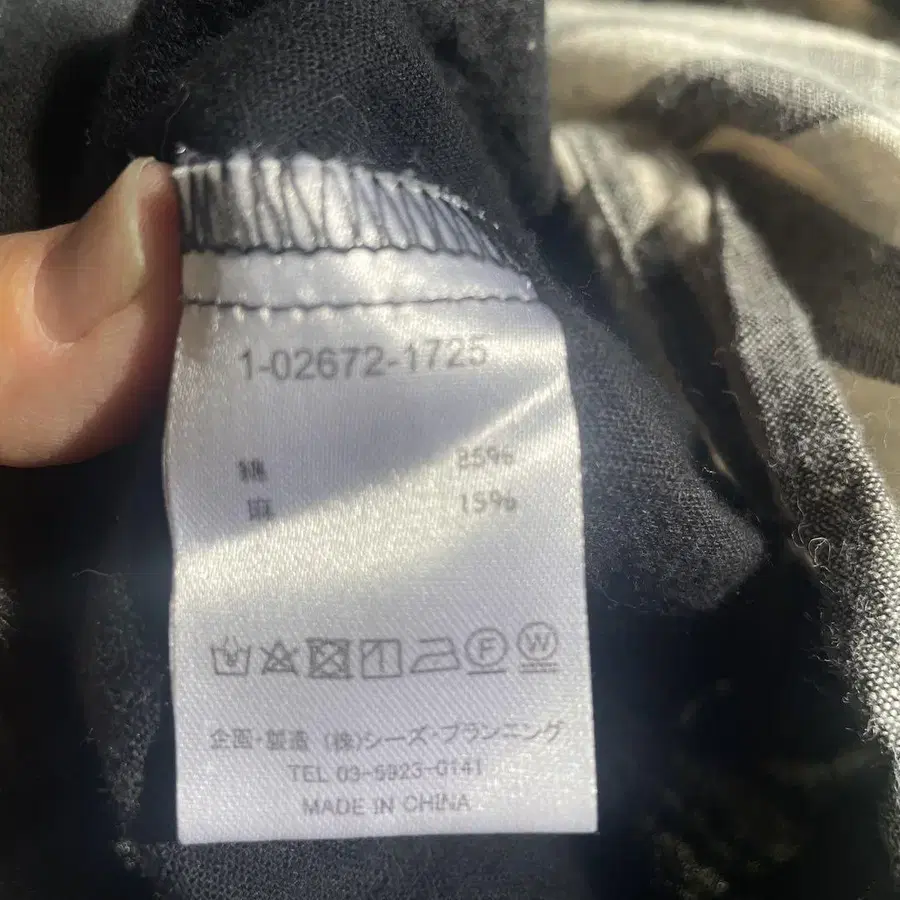 1-02672-1725
綿 85%
麻 15%
F W
企画・製造 (株)シーズ・プランニング
TEL 03-5923-0141
MADE IN CHINA